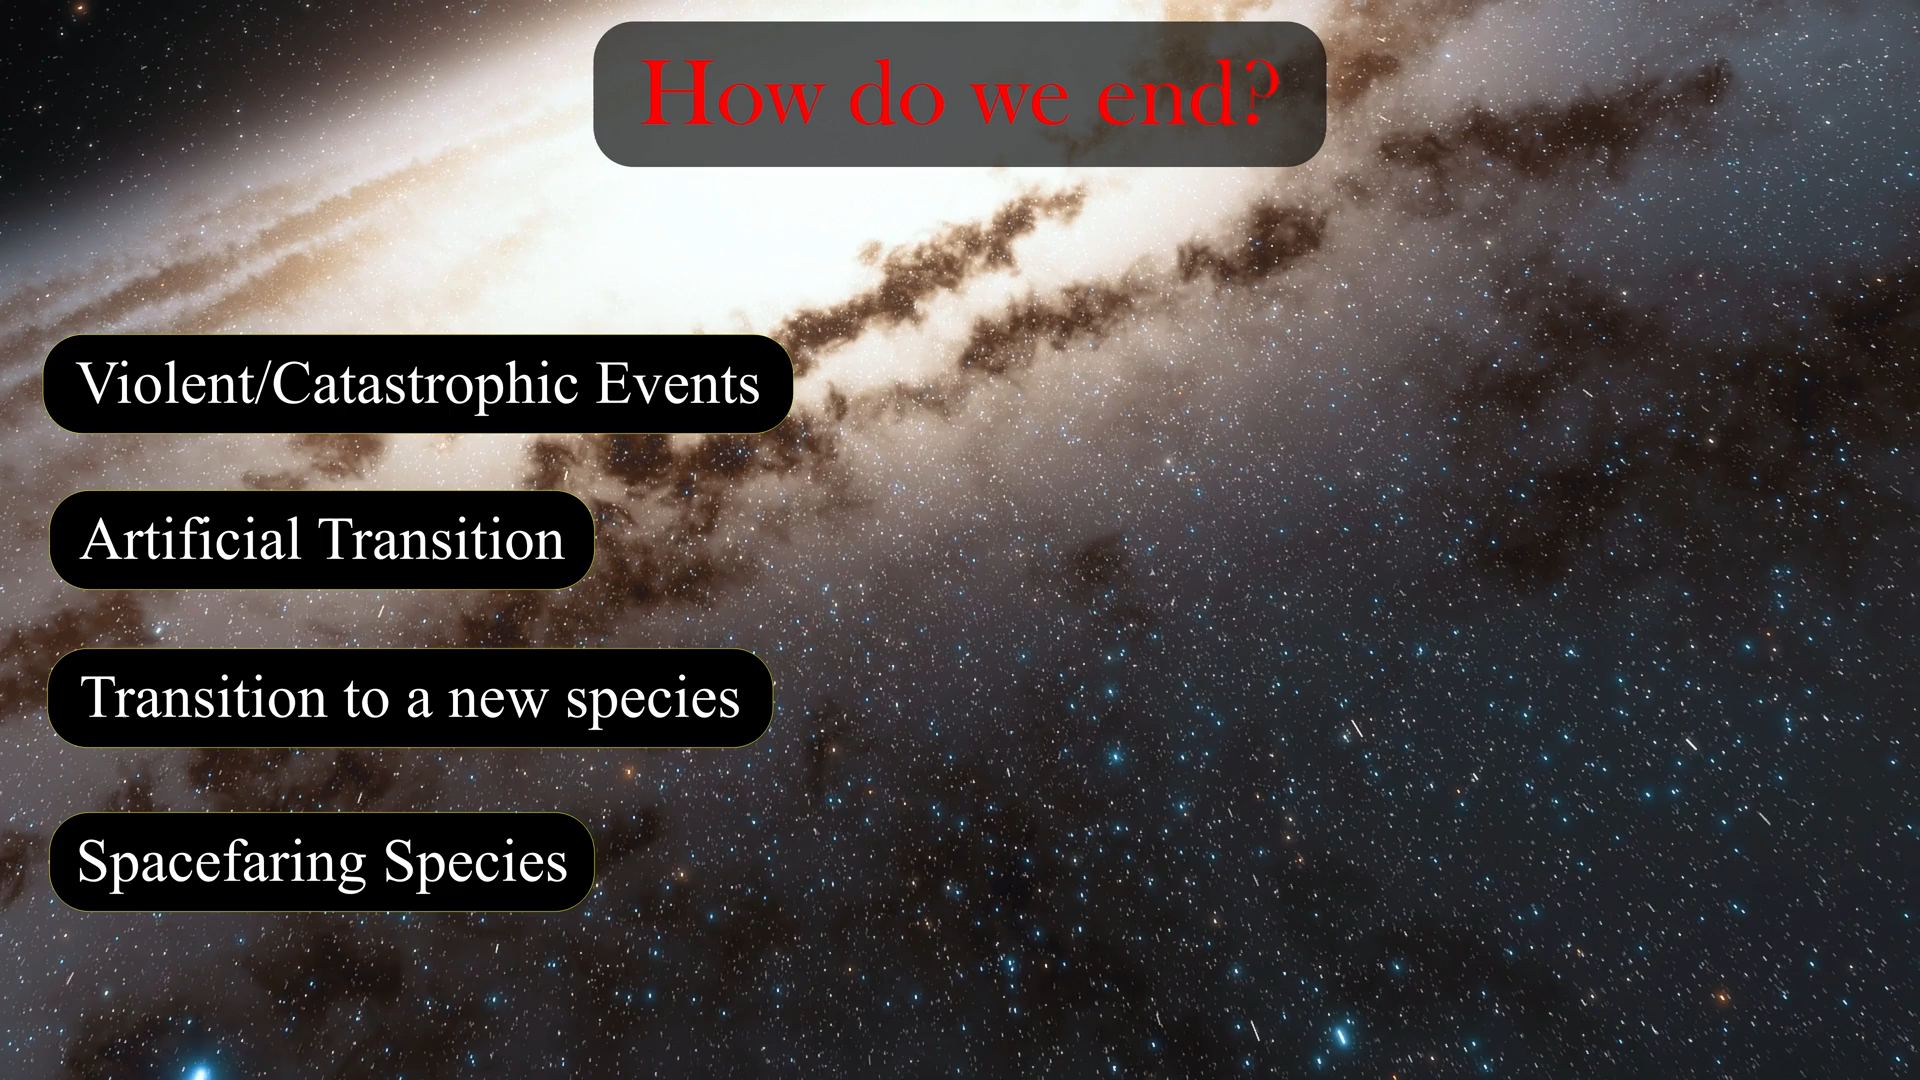 How do we end?
Violent/Catastrophic Events
Artificial Transition
Transition to a new species
Spacefaring Species